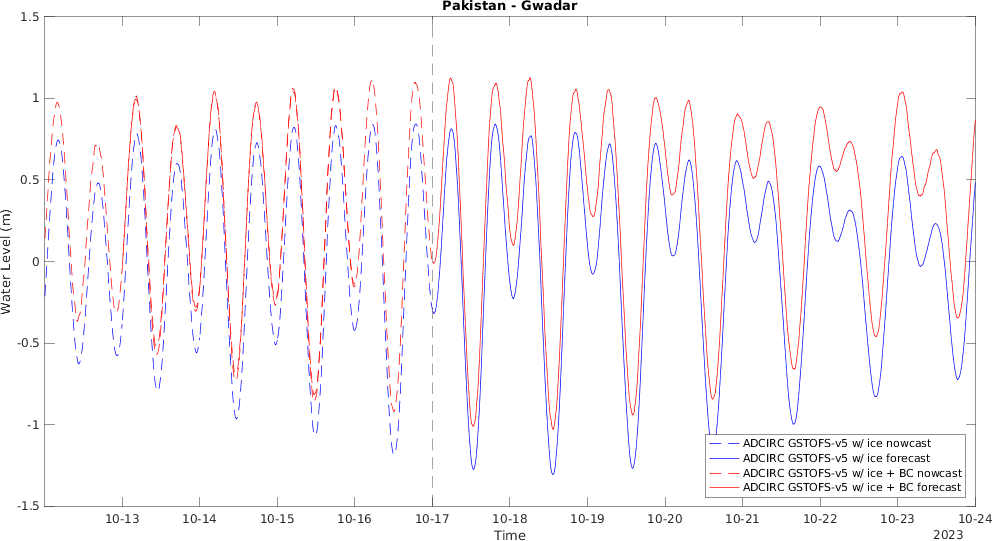 Pakistan - Gwadar
1.5
1
0.5
0
-0.5
-1
-1.5
Water Level (m)
10-13
10-14
10-15
10-16
10-17
10-18
10-19
10-20
10-21
10-22
10-23
10-24
Time
2023
ADCIRC GSTOFS-v5 w/ ice nowcast
ADCIRC GSTOFS-v5 w/ ice forecast
ADCIRC GSTOFS-v5 w/ ice + BC nowcast
ADCIRC GSTOFS-v5 w/ ice + BC forecast